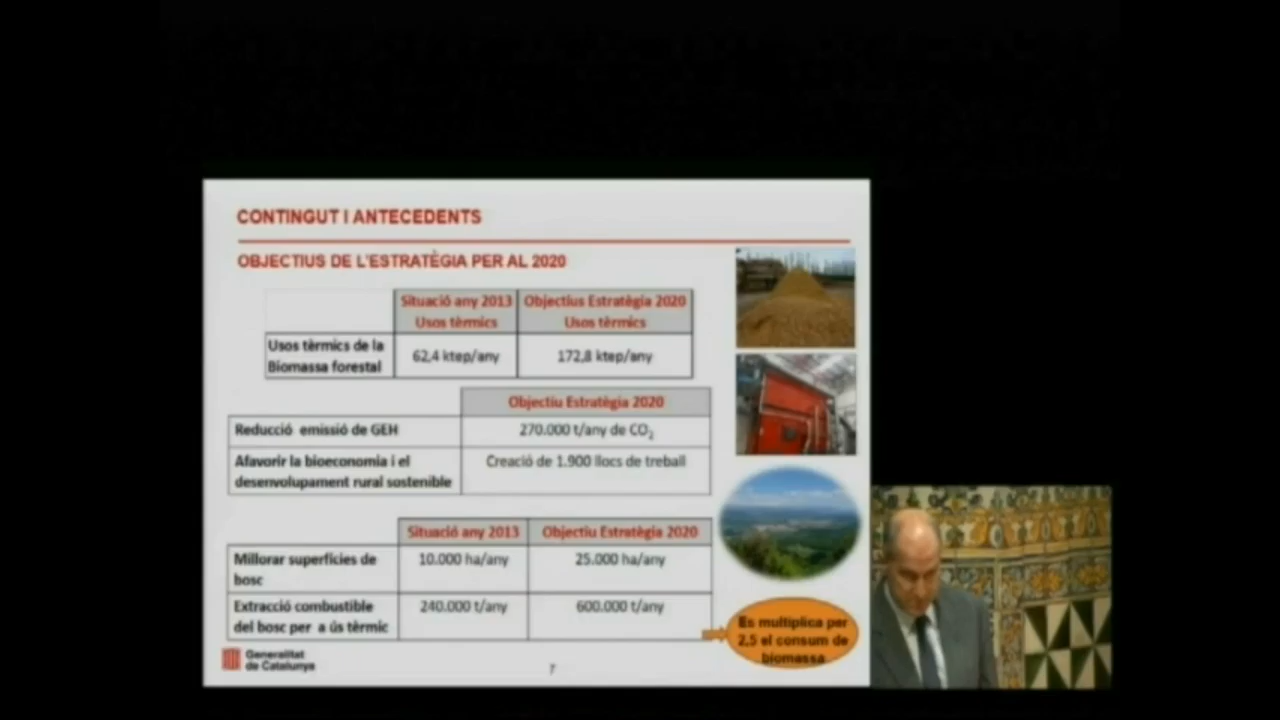 CONTINGUT I ANTECEDENTS
OBJECTIUS DE L'ESTRATÈGIA PER AL 2020
Situació any 2013 Objectius Estratègia 2020
Usos tèrmics Usos tèrmics
Usos tèrmics de la
Biomassa forestal
62,4 ktep/any 172,8 ktep/any
Objectiu Estratègia 2020
Reducció emissió de GEH 270.000 t/any de CO₂
Afavorir la bioeconomia i el
desenvolupament rural sostenible
Creació de 1.900 llocs de treball
Situació any 2013 Objectiu Estratègia 2020
Millorar superfícies de
bosc
10.000 ha/any 25.000 ha/any
Extracció combustible
del bosc per a ús tèrmic
240.000 t/any 600.000 t/any
Es multiplica per
2,5 el consum de
biomassa
Generalitat
de Catalunya
7